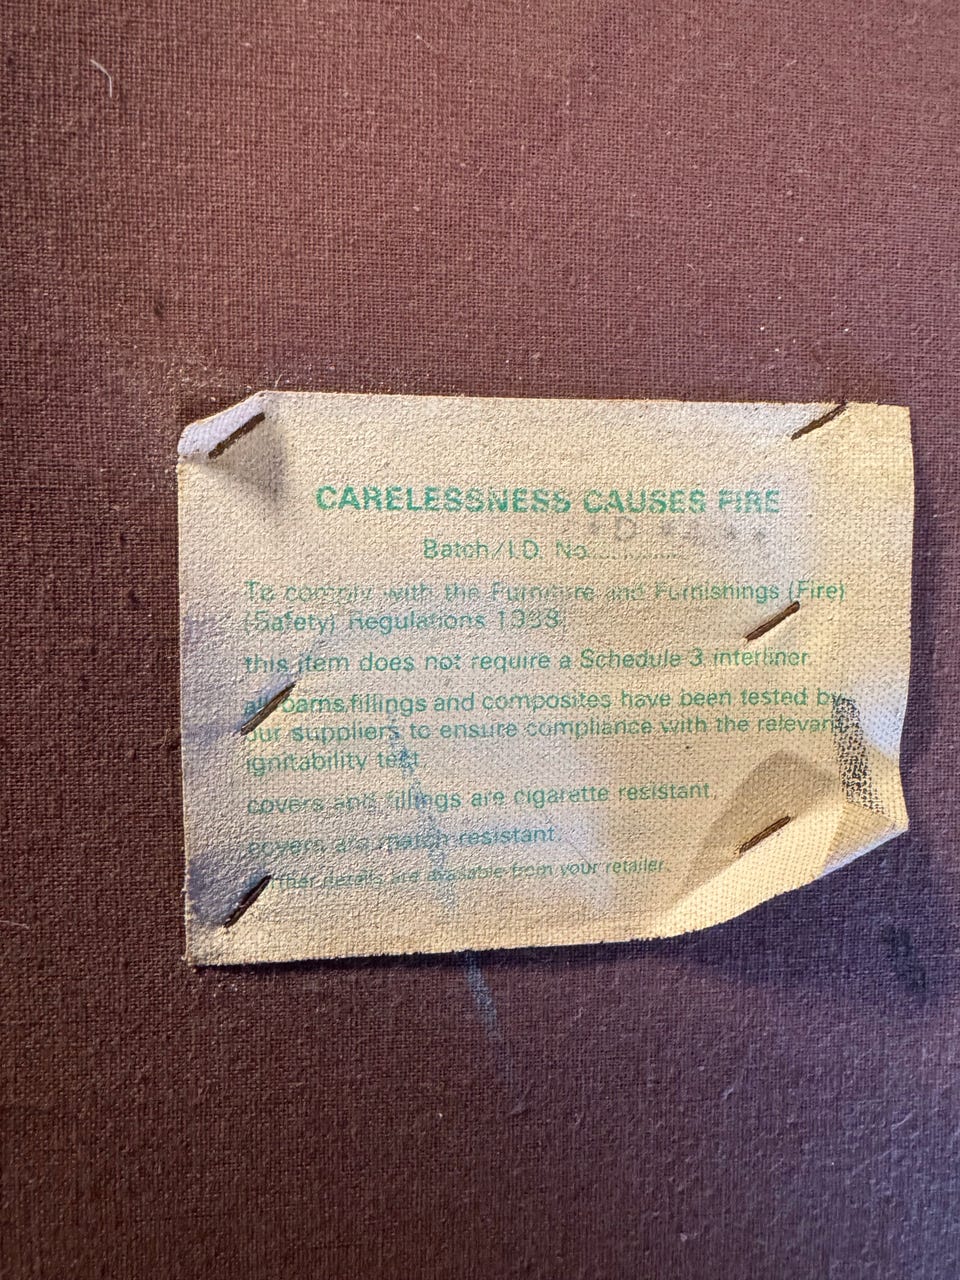 CARELESSNESS CAUSES FIRE
Batch/I.D. No.............
To comply with the Furniture and Furnishings (Fire)
(Safety) Regulations 1988
this item does not require a Schedule 3 interliner.
all foams, fillings and composites have been tested by
our suppliers to ensure compliance with the relevant
ignitability test
covers and fillings are cigarette resistant.
covers are match resistant.
further details are available from your retailer.